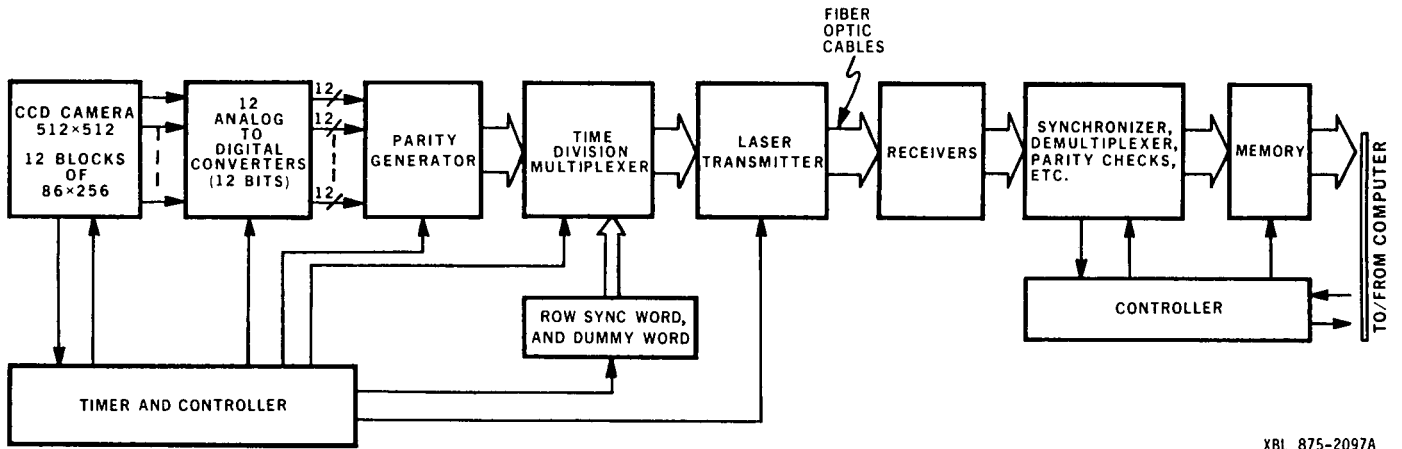 FIBER
OPTIC
CABLES
CCD CAMERA
512×512
12 BLOCKS
OF
86×256
12
ANALOG
TO
DIGITAL
CONVERTERS
(12 BITS)
12
12
12
PARITY
GENERATOR
TIME
DIVISION
MULTIPLEXER
LASER
TRANSMITTER
RECEIVERS
SYNCHRONIZER,
DEMULTIPLEXER,
PARITY CHECKS,
ETC.
MEMORY
TO/FROM COMPUTER
ROW SYNC WORD,
AND DUMMY WORD
CONTROLLER
TIMER AND CONTROLLER
XBL 875-2097A